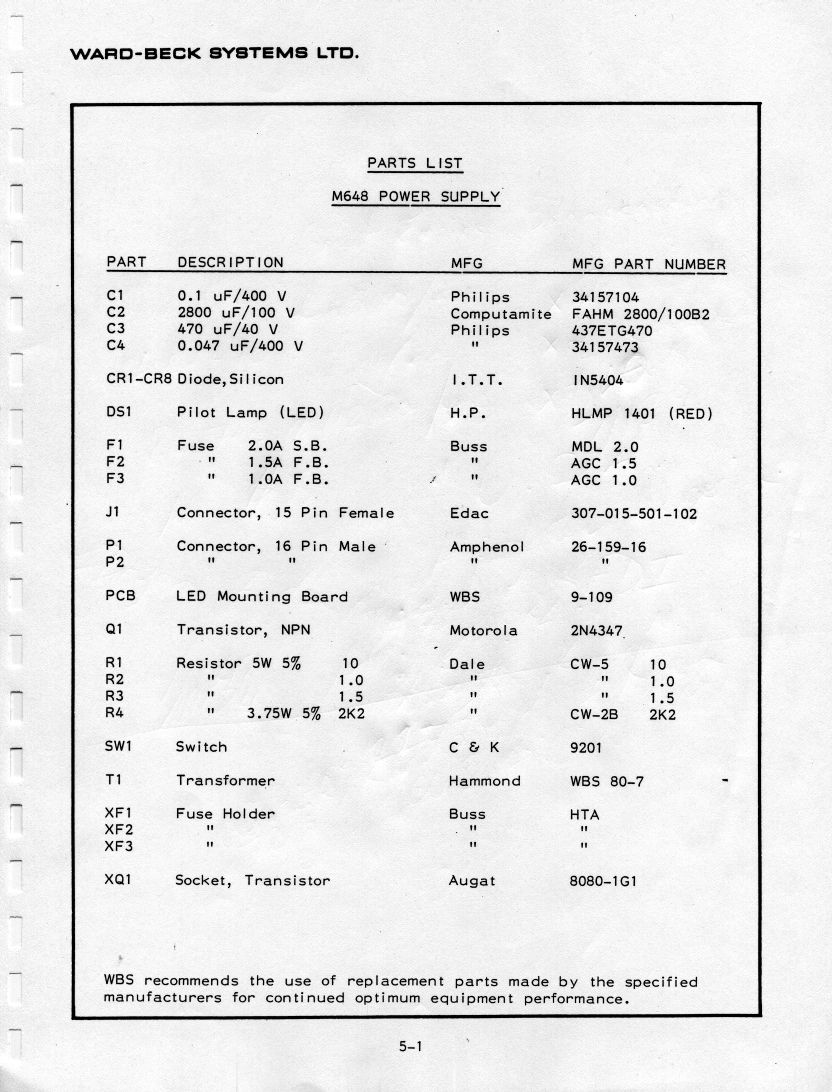 WARD-BECK SYSTEMS LTD.
PARTS LIST
M648 POWER SUPPLY
PART DESCRIPTION MFG MFG PART NUMBER
C1 0.1 uF/400 V Philips 34157104
C2 2800 uF/100 V Computamite FAHM 2800/100B2
C3 470 uF/40 V Philips 437ETG470
C4 0.047 uF/400 V " 34157473
CR1-CR8 Diode,Silicon I.T.T. IN5404
DS1 Pilot Lamp (LED) H.P. HLMP 1401 (RED)
F1 Fuse 2.0A S.B. Buss MDL 2.0
F2 " 1.5A F.B. " AGC 1.5
F3 " 1.0A F.B. " AGC 1.0
J1 Connector, 15 Pin Female Edac 307-015-501-102
P1 Connector, 16 Pin Male Amphenol 26-159-16
P2 " " " "
PCB LED Mounting Board WBS 9-109
Q1 Transistor, NPN Motorola 2N4347
R1 Resistor 5W 5% 10 Dale CW-5 10
R2 " 1.0 " " 1.0
R3 " 1.5 " " 1.5
R4 " 3.75W 5% 2K2 " CW-2B 2K2
SW1 Switch C & K 9201
T1 Transformer Hammond WBS 80-7
XF1 Fuse Holder Buss HTA
XF2 " " "
XF3 " " "
XQ1 Socket, Transistor Augat 8080-1G1
WBS recommends the use of replacement parts made by the specified
manufacturers for continued optimum equipment performance.
5-1